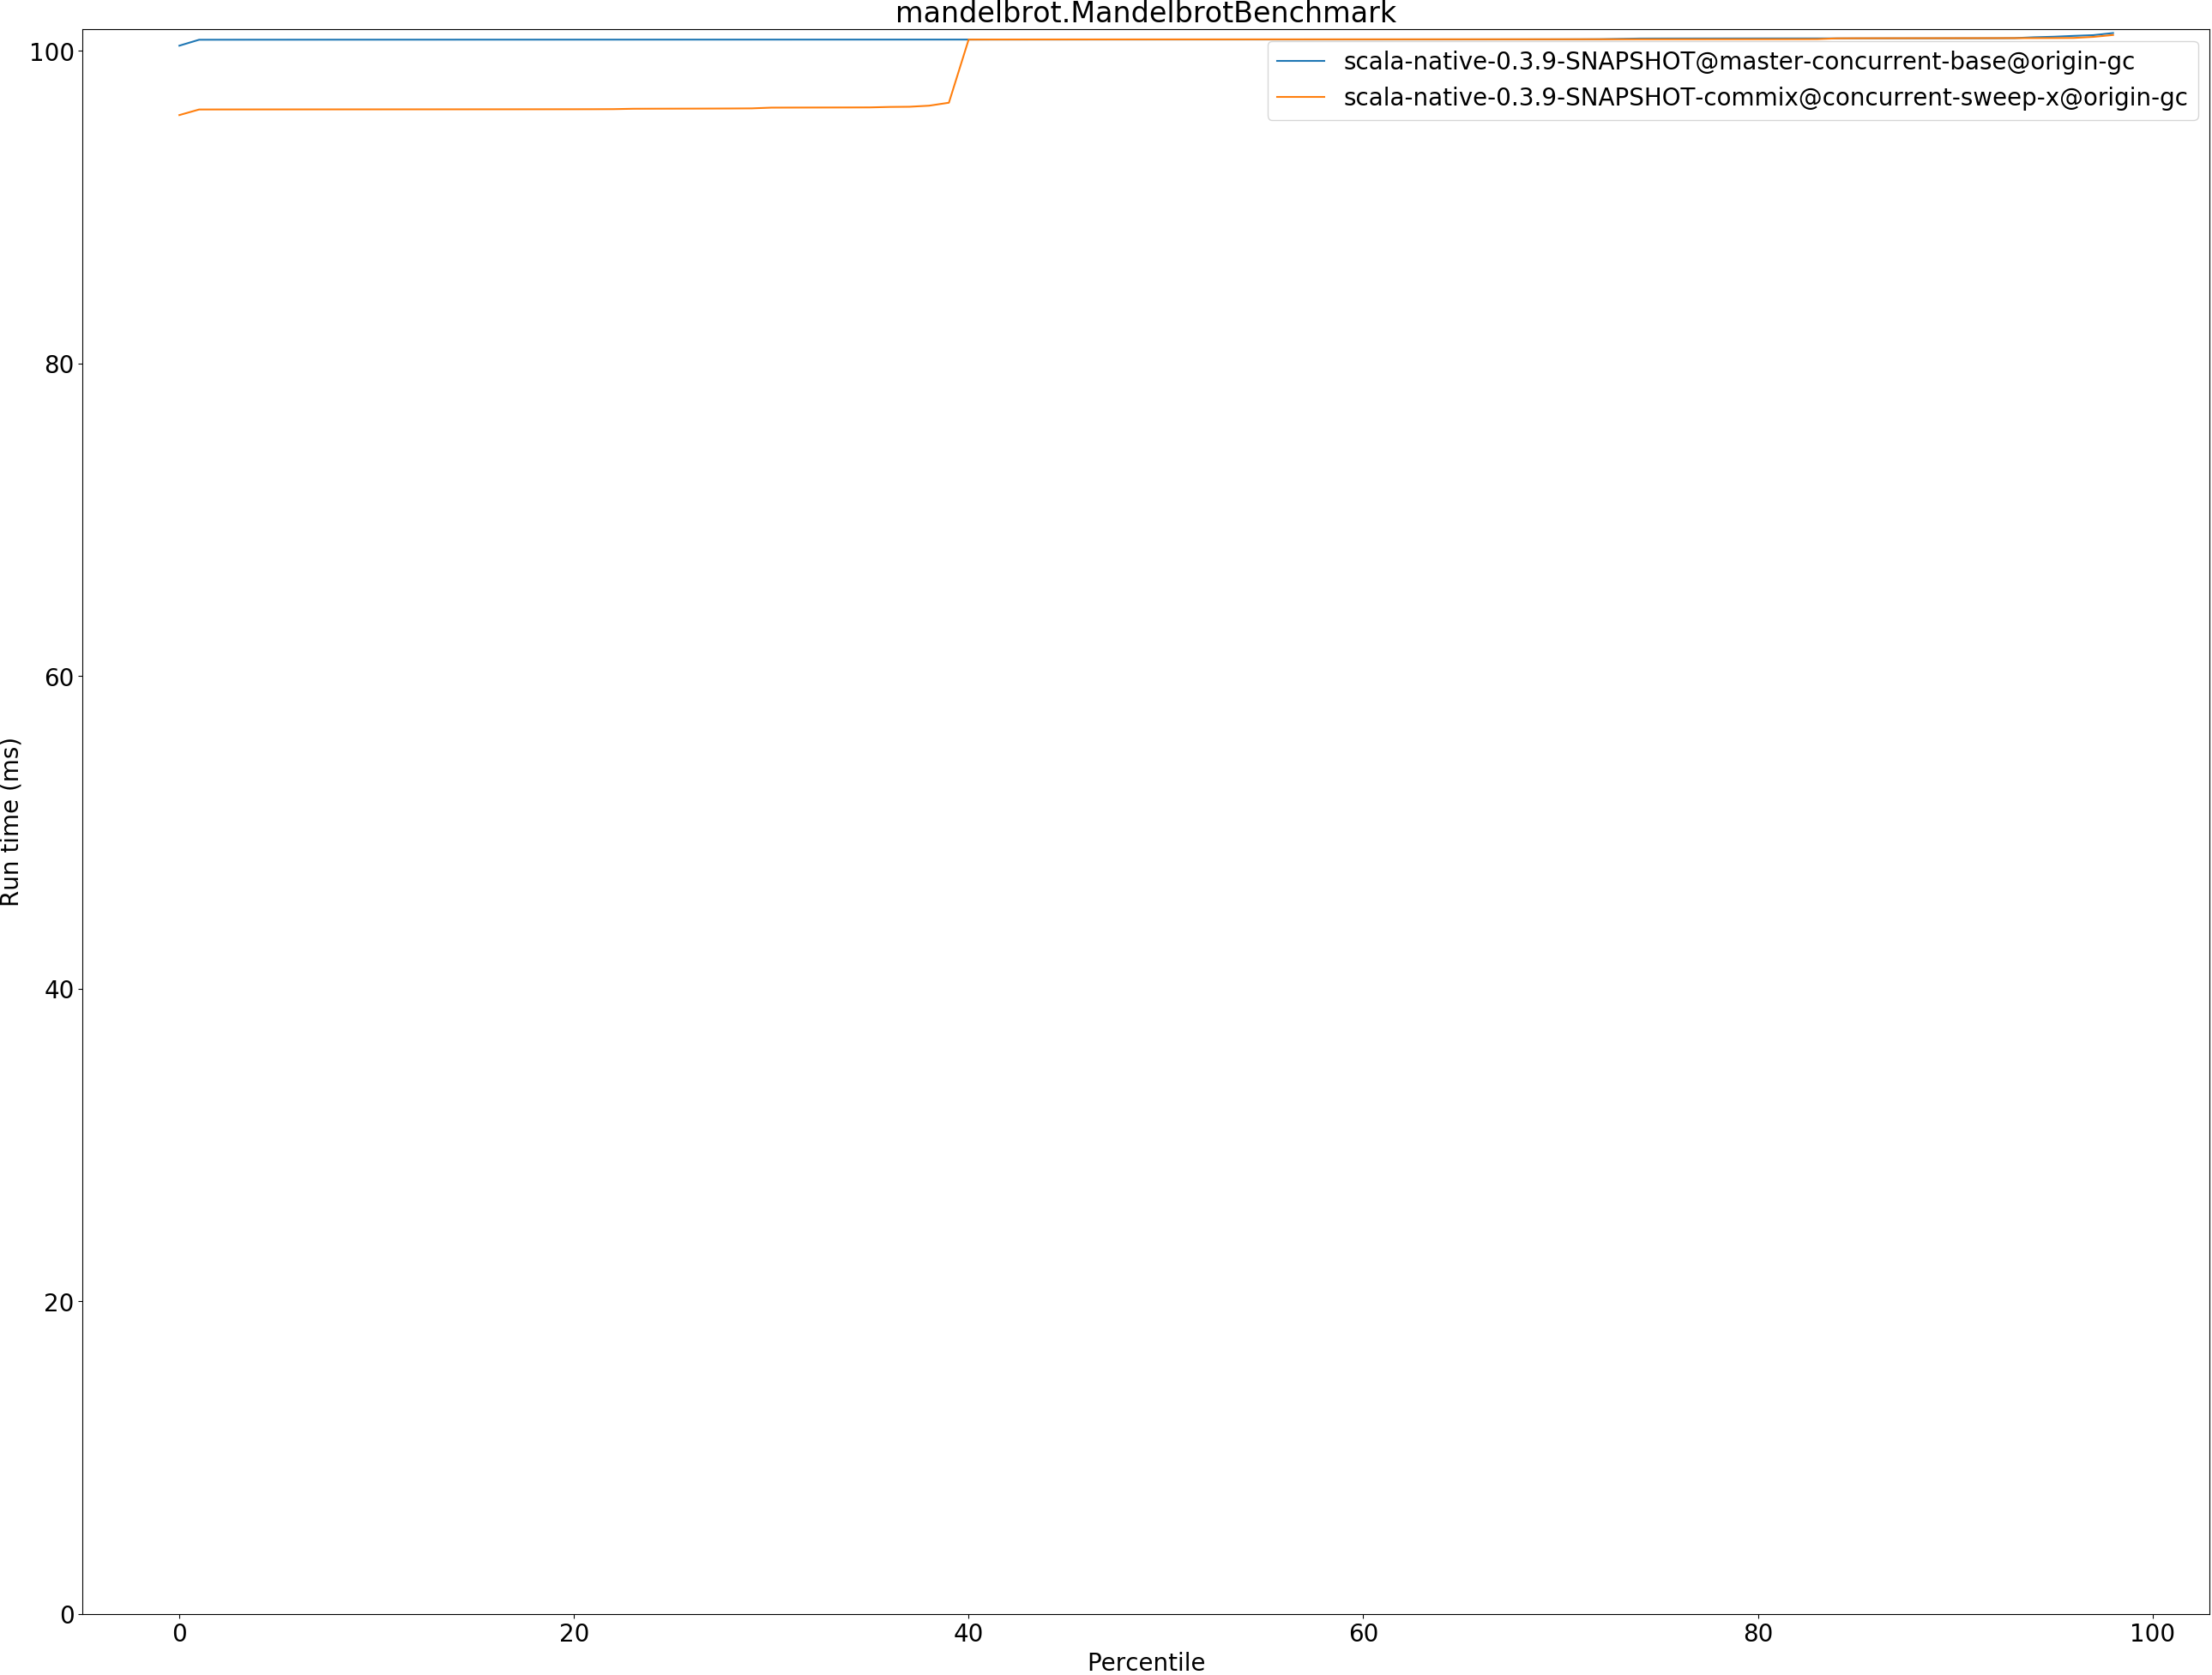 mandelbrot.MandelbrotBenchmark
scala-native-0.3.9-SNAPSHOT@master-concurrent-base@origin-gc
scala-native-0.3.9-SNAPSHOT-commix@concurrent-sweep-x@origin-gc
Run time (ms)
100
80
60
40
20
0
0 20 40 60 80 100
Percentile